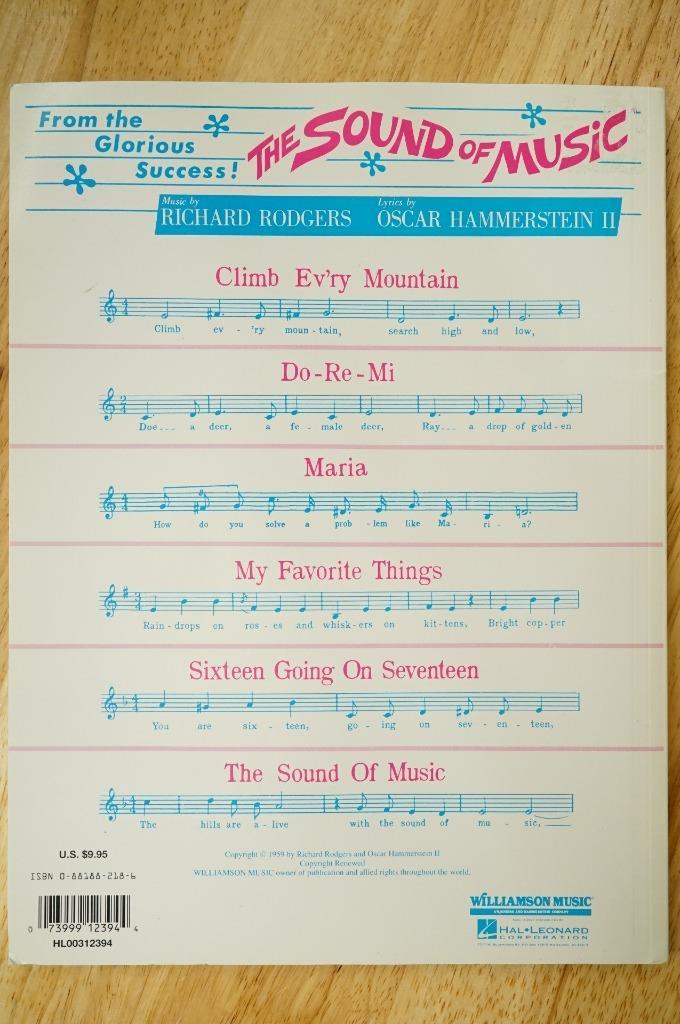 From the
Glorious
Success!
THE SOUND OF MUSIC
Music by
RICHARD RODGERS
Lyrics by
OSCAR HAMMERSTEIN II
Climb Ev'ry Mountain
Climb ev - 'ry moun - tain, search high and low,
Do-Re-Mi
Doe___ a deer, a fe - male deer, Ray___ a drop of gold-en
Maria
How do you solve a prob - lem like Ma - ri - a?
My Favorite Things
Rain-drops on ros - es and whisk-ers on kit-tens, Bright cop-per
Sixteen Going On Seventeen
You are six - teen, go - ing on sev - en - teen,
The Sound Of Music
The hills are a - live with the sound of mu - sic,
U.S. $9.95
Copyright © 1959 by Richard Rodgers and Oscar Hammerstein II
Copyright Renewed
WILLIAMSON MUSIC owner of publication and allied rights throughout the world.
ISBN 0-88188-218-6
0 73999 12394 4
HL00312394
WILLIAMSON MUSIC
HAL•LEONARD
CORPORATION